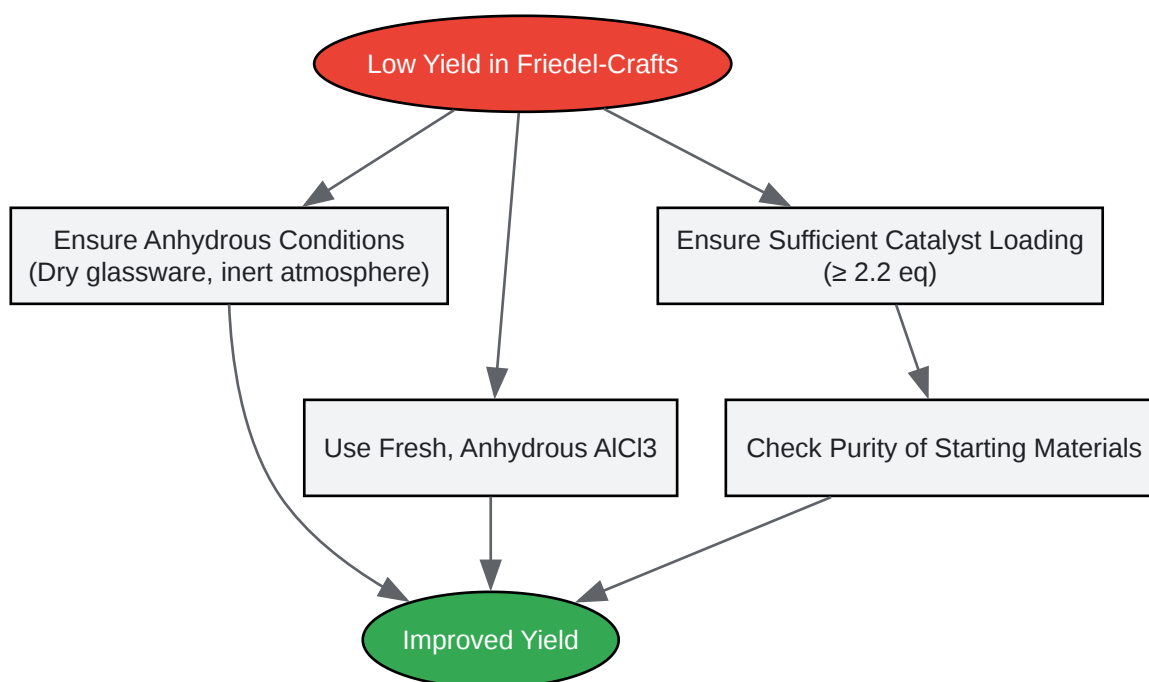 Low Yield in Friedel-Crafts
Ensure Anhydrous Conditions
(Dry glassware, inert atmosphere)
Ensure Sufficient Catalyst Loading
(≥ 2.2 eq)
Use Fresh, Anhydrous AlCl3
Check Purity of Starting Materials
Improved Yield